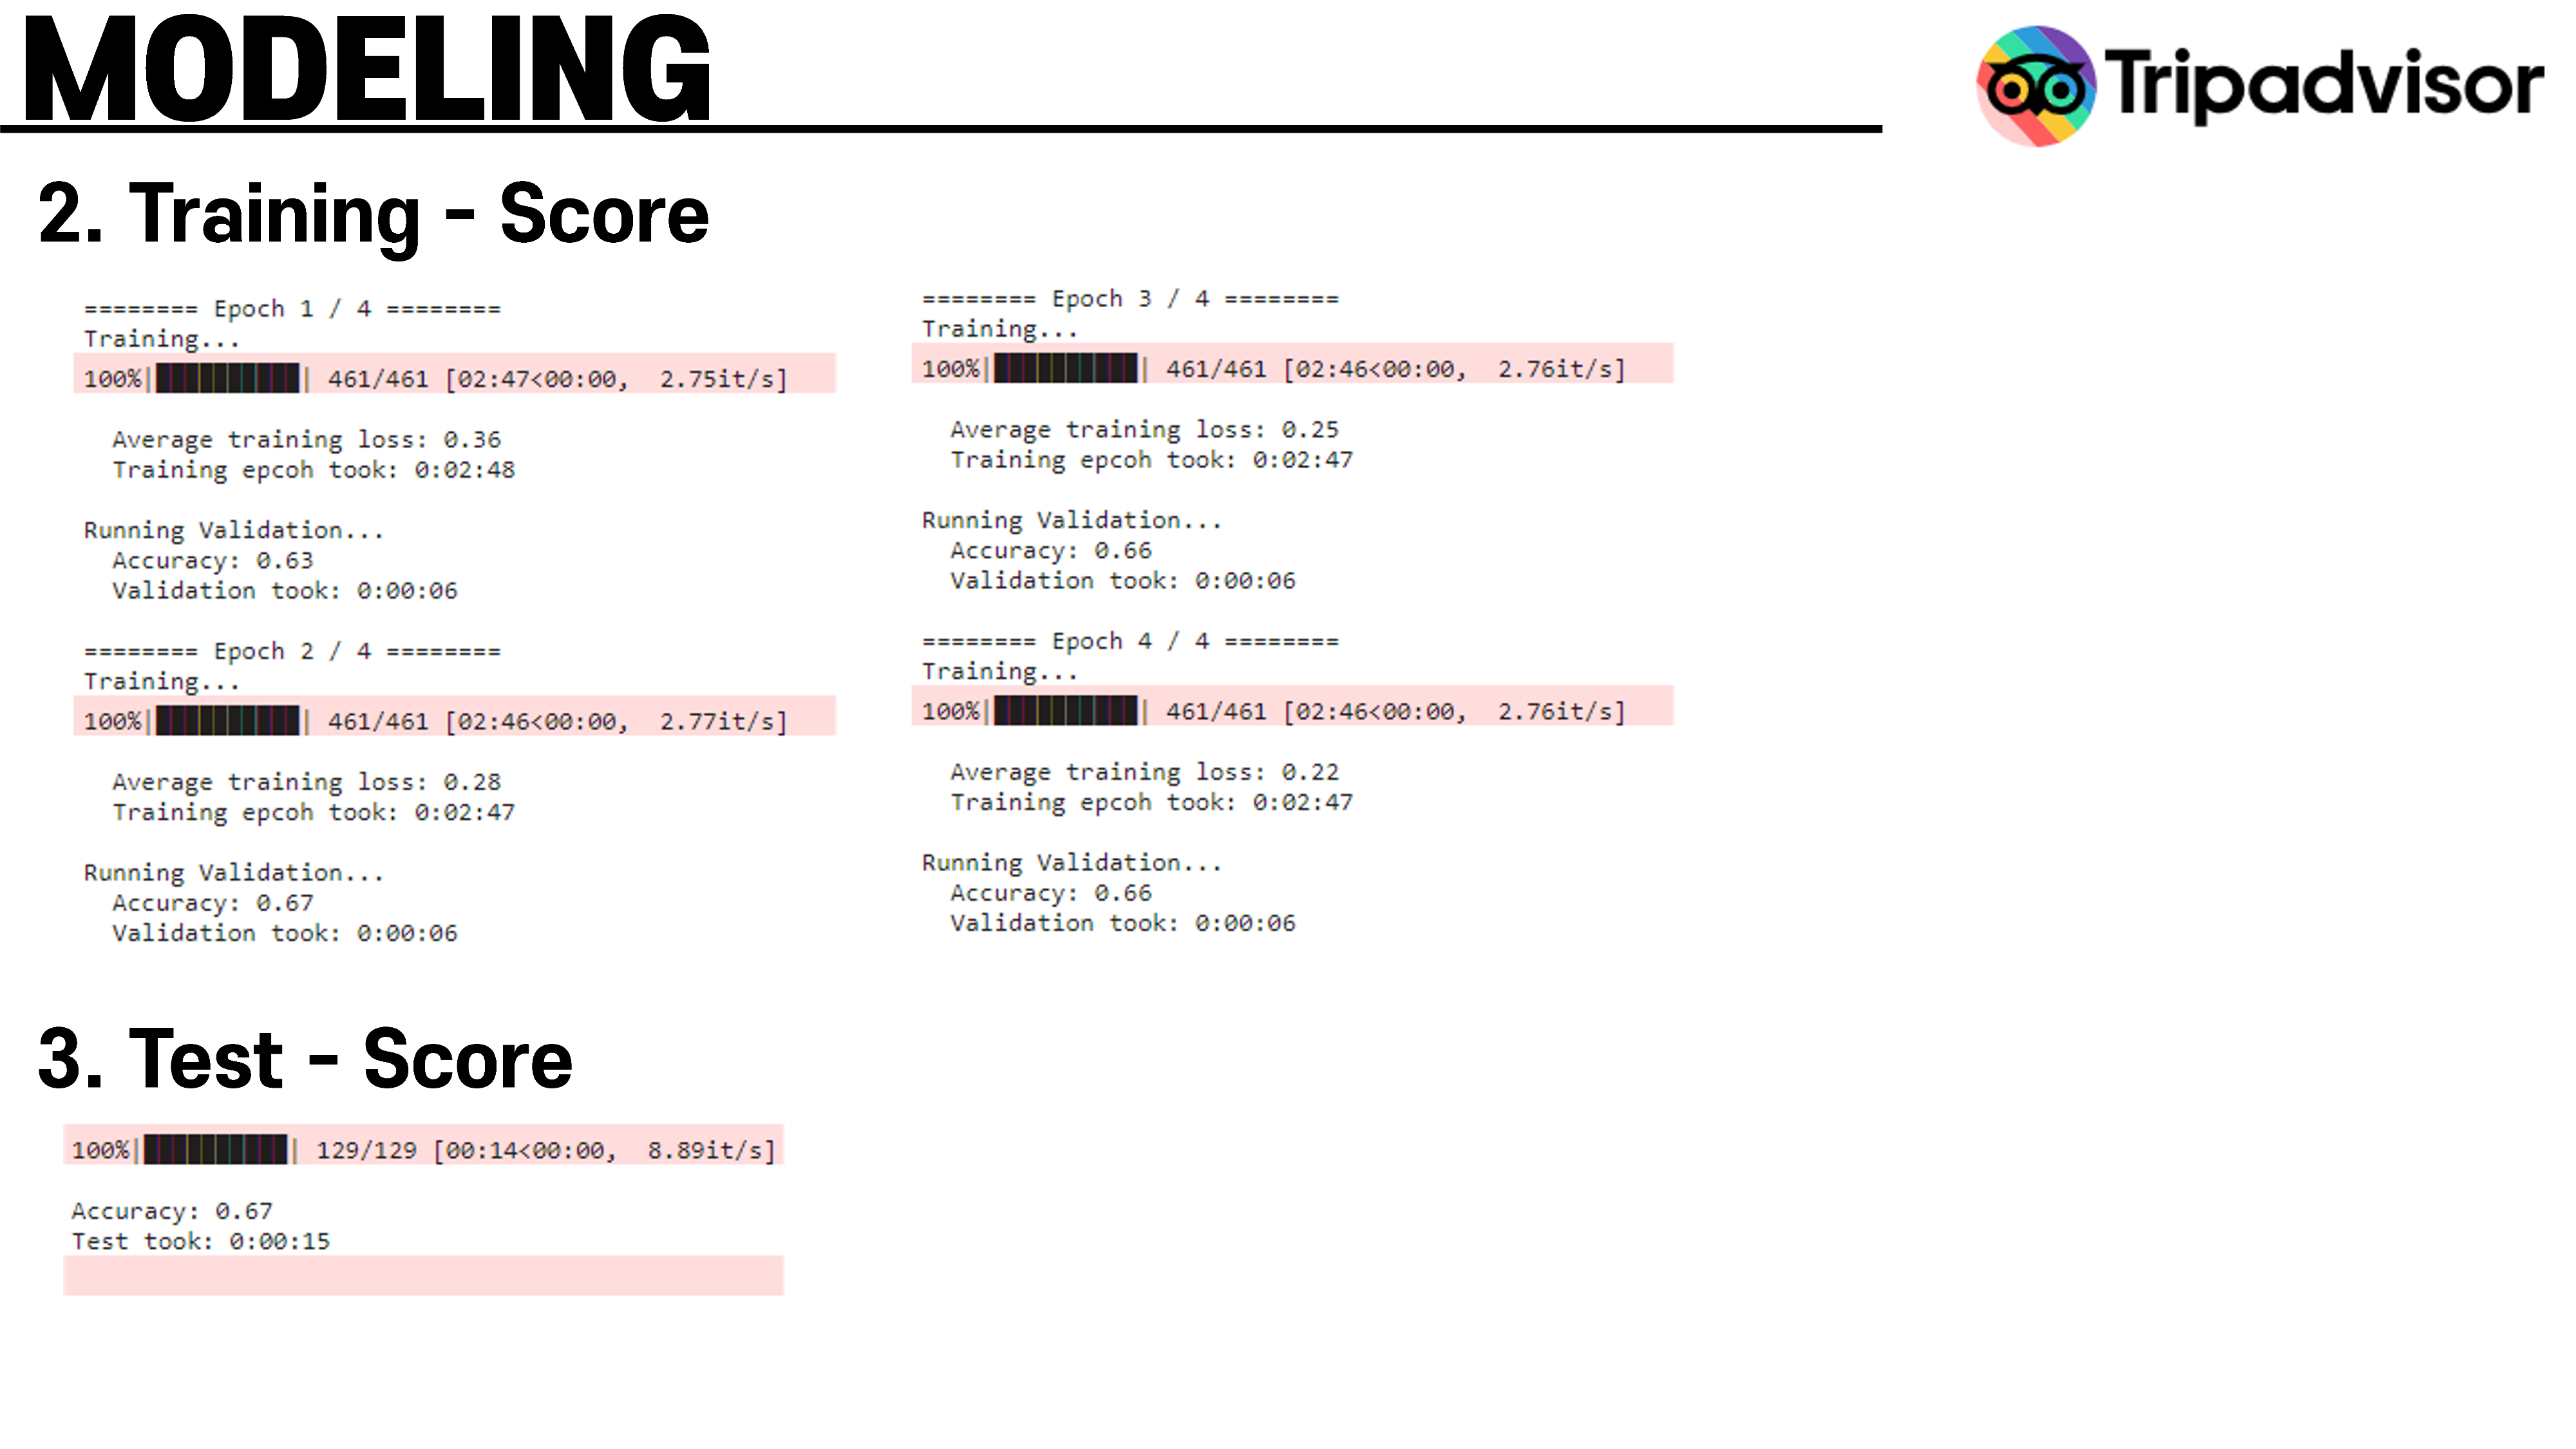 MODELING
Tripadvisor
2. Training - Score
======== Epoch 1 / 4 ========
Training...
100%|██████████| 461/461 [02:47<00:00,  2.75it/s]
  Average training loss: 0.36
  Training epcoh took: 0:02:48
Running Validation...
  Accuracy: 0.63
  Validation took: 0:00:06
======== Epoch 2 / 4 ========
Training...
100%|██████████| 461/461 [02:46<00:00,  2.77it/s]
  Average training loss: 0.28
  Training epcoh took: 0:02:47
Running Validation...
  Accuracy: 0.67
  Validation took: 0:00:06
======== Epoch 3 / 4 ========
Training...
100%|██████████| 461/461 [02:46<00:00,  2.76it/s]
  Average training loss: 0.25
  Training epcoh took: 0:02:47
Running Validation...
  Accuracy: 0.66
  Validation took: 0:00:06
======== Epoch 4 / 4 ========
Training...
100%|██████████| 461/461 [02:46<00:00,  2.76it/s]
  Average training loss: 0.22
  Training epcoh took: 0:02:47
Running Validation...
  Accuracy: 0.66
  Validation took: 0:00:06
3. Test - Score
100%|██████████| 129/129 [00:14<00:00,  8.89it/s]
Accuracy: 0.67
Test took: 0:00:15